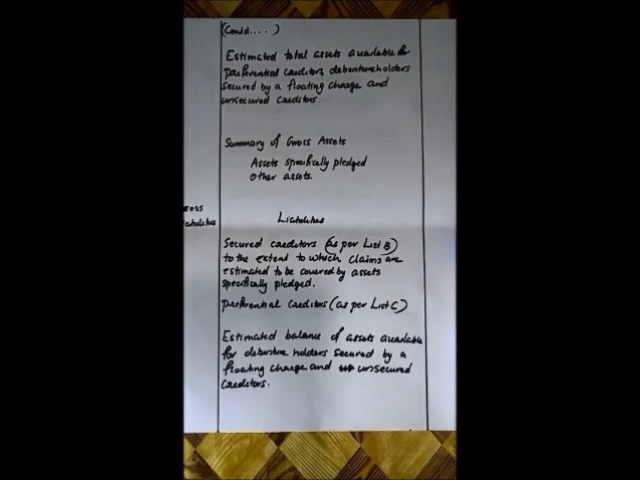 (Contd....)
Estimated total assets available for
preferential creditors, debentureholders
secured by a floating charge and
unsecured creditors
Summary of Gross Assets
Assets specifically pledged
Other assets.
Liabilities
Secured creditors (as per List B)
to the extent to which claims are
estimated to be covered by assets
specifically pledged.
preferential creditors (as per List C)
Estimated balance of assets available
for debenture holders secured by a
floating charge and unsecured
creditors.